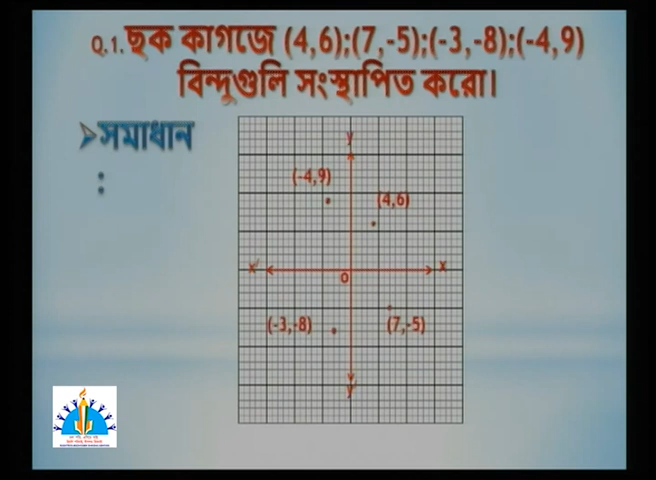 Q.1.ছক কাগজে (4,6);(7,-5);(-3,-8);(-4,9)
বিন্দুগুলি সংস্থাপিত করো।
➢সমাধান
:
y
(-4,9)
(4,6)
x'
x
O
(-3,-8)
(7,-5)
y'